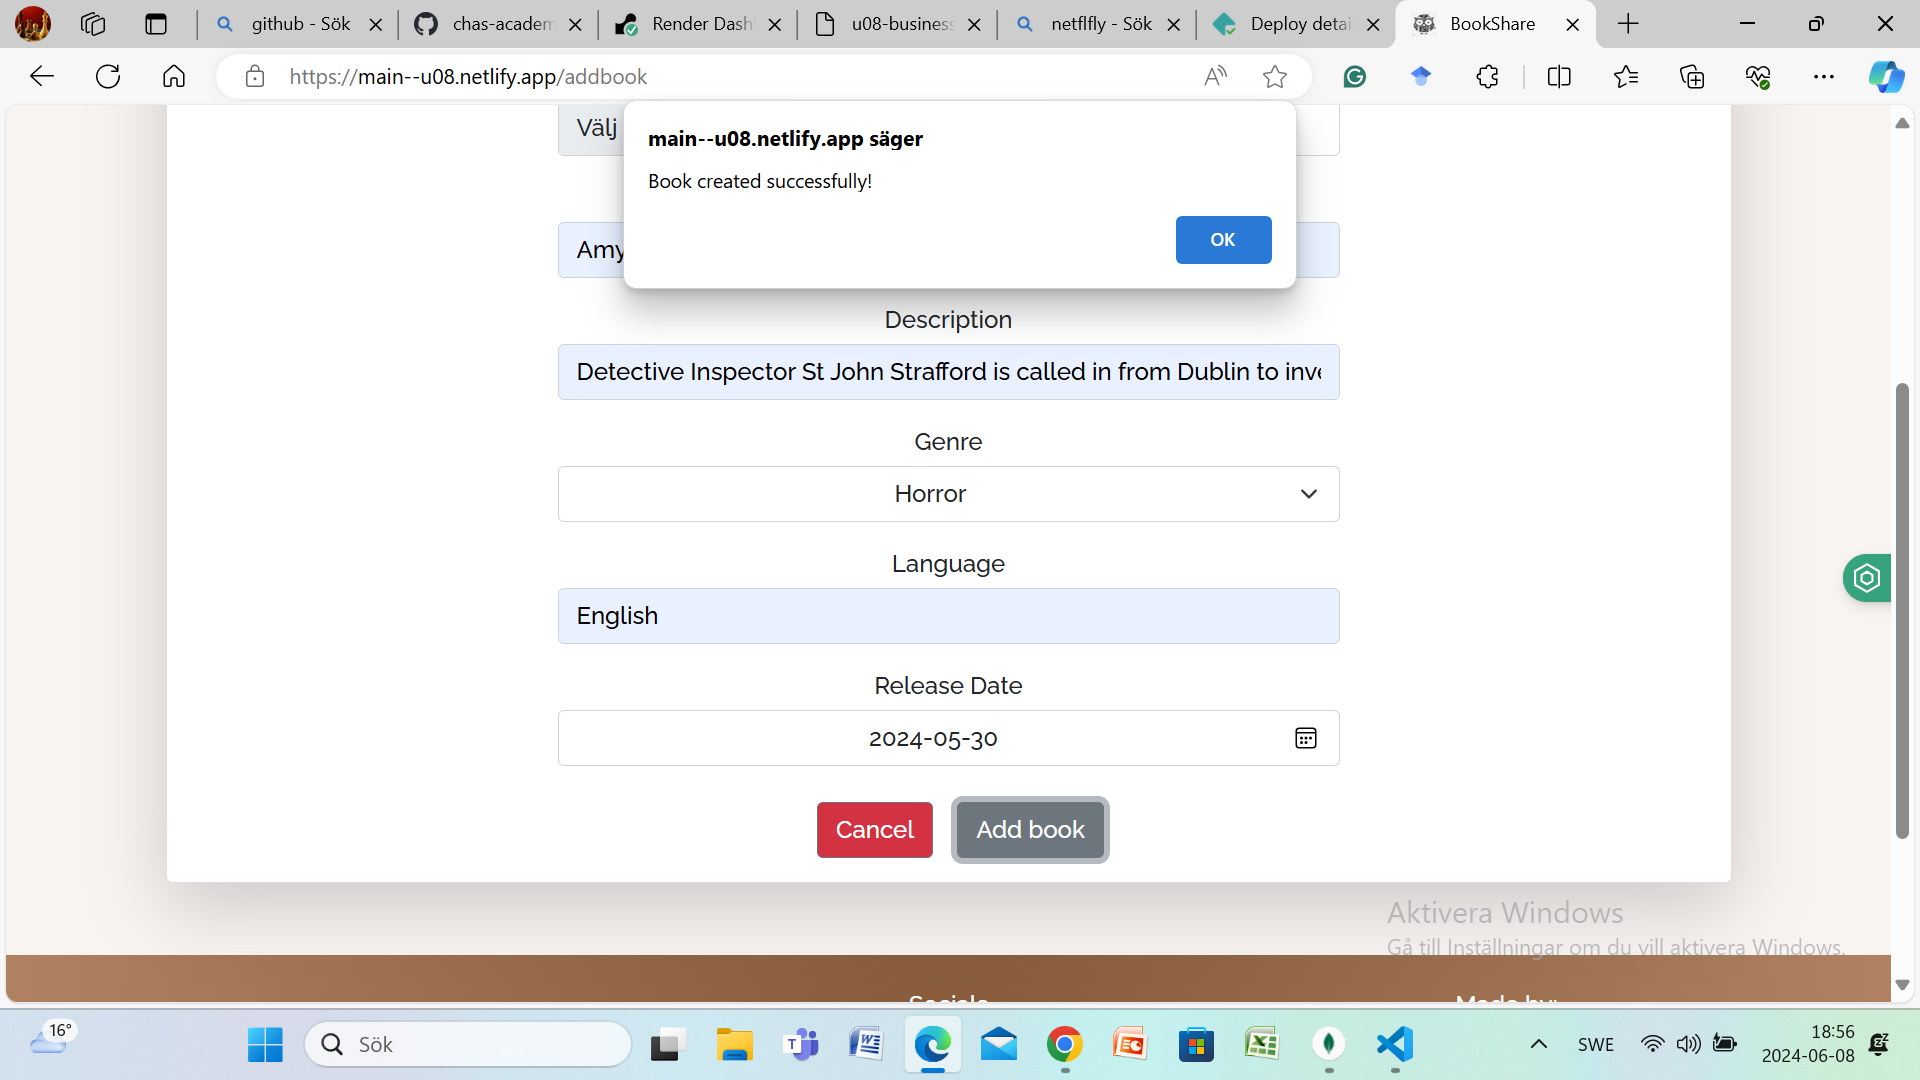 github - Sök
chas-academ
Render Dash
u08-business
netflfly - Sök
Deploy detai
BookShare
https://main--u08.netlify.app/addbook
Välj
main--u08.netlify.app säger
Book created successfully!
OK
Amy
Description
Detective Inspector St John Strafford is called in from Dublin to inve
Genre
Horror
Language
English
Release Date
2024-05-30
Cancel
Add book
Aktivera Windows
Gå till Inställningar om du vill aktivera Windows.
Socials
Made by:
16°
Sök
SWE
18:56
2024-06-08